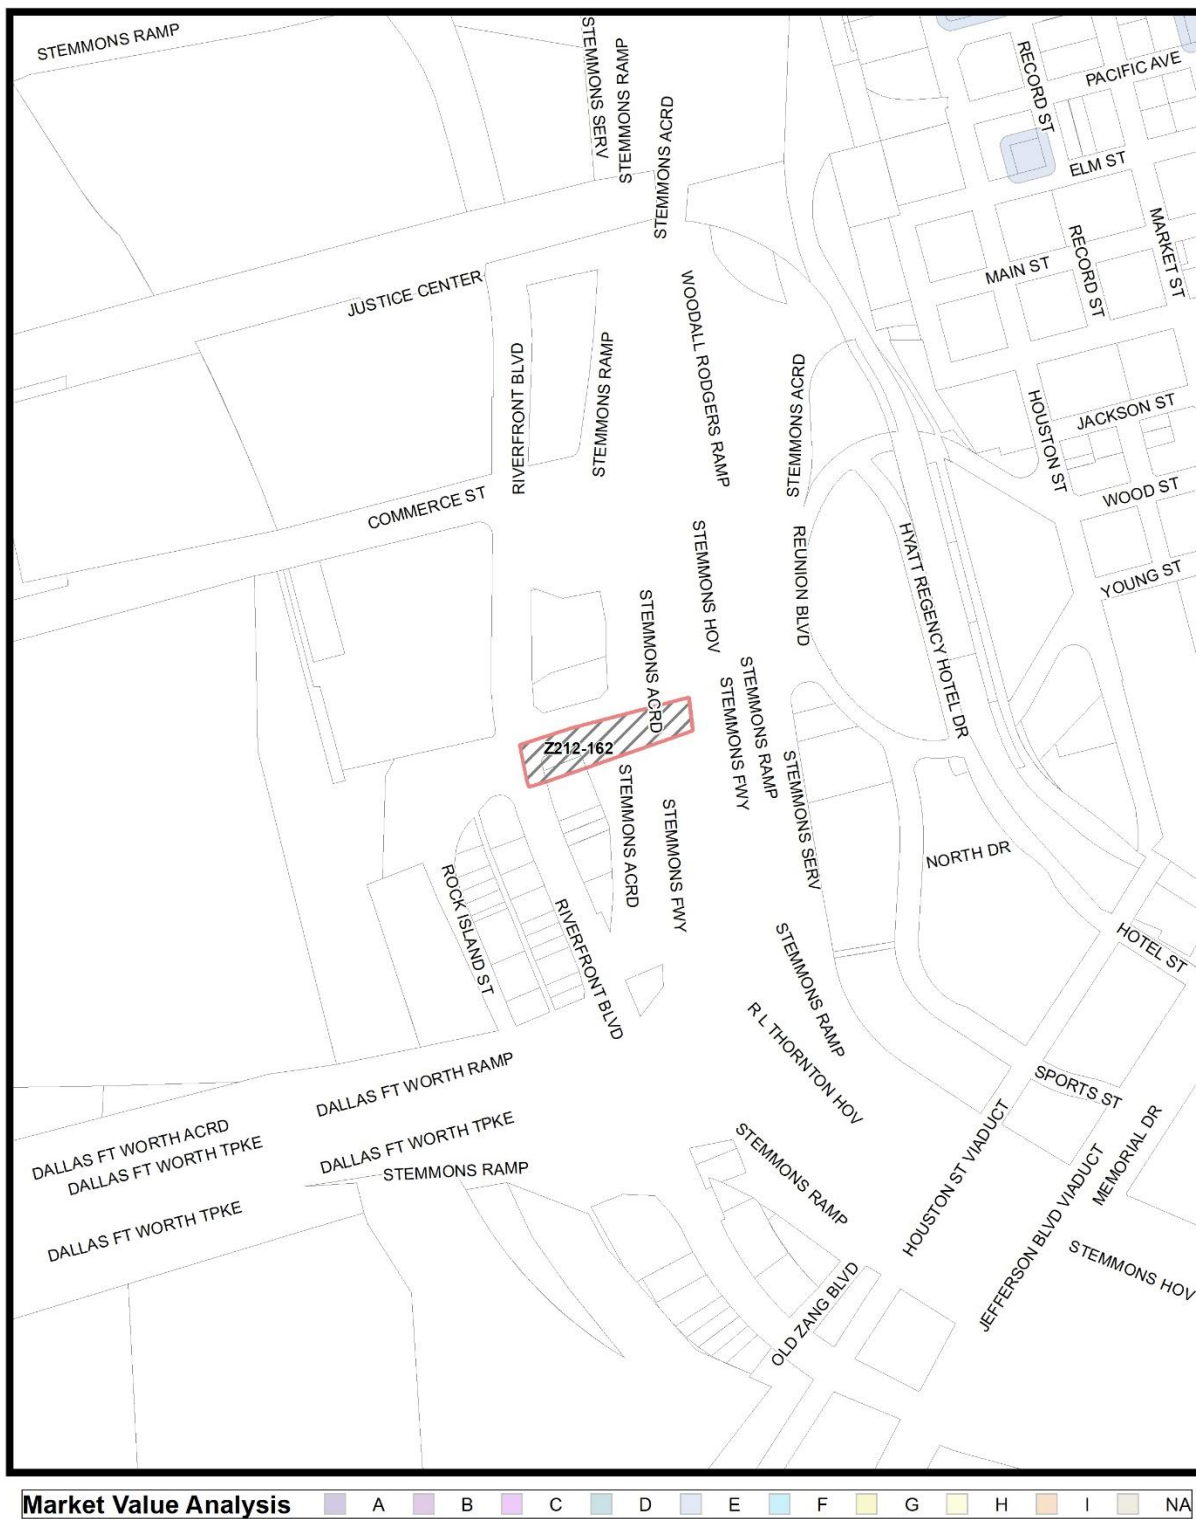 STEMMONS RAMP
STEMMONS SERV
STEMMONS RAMP
STEMMONS ACRD
RECORD ST
PACIFIC AVE
ELM ST
MARKET ST
RECORD ST
MAIN ST
JUSTICE CENTER
WOODALL RODGERS RAMP
RIVERFRONT BLVD
STEMMONS RAMP
STEMMONS ACRD
HOUSTON ST
JACKSON ST
COMMERCE ST
WOOD ST
STEMMONS HOV
REUNION BLVD
HYATT REGENCY HOTEL DR
YOUNG ST
STEMMONS ACRD
STEMMONS RAMP
STEMMONS FWY
Z212-162
STEMMONS SERV
STEMMONS ACRD
STEMMONS FWY
NORTH DR
ROCK ISLAND ST
RIVERFRONT BLVD
STEMMONS RAMP
HOTEL ST
R L THORNTON HOV
DALLAS FT WORTH RAMP
SPORTS ST
DALLAS FT WORTH ACRD
DALLAS FT WORTH TPKE
DALLAS FT WORTH TPKE
STEMMONS RAMP
STEMMONS RAMP
HOUSTON ST VIADUCT
MEMORIAL DR
JEFFERSON BLVD VIADUCT
DALLAS FT WORTH TPKE
STEMMONS HOV
OLD ZANG BLVD
Market Value Analysis A B C D E F G H I NA